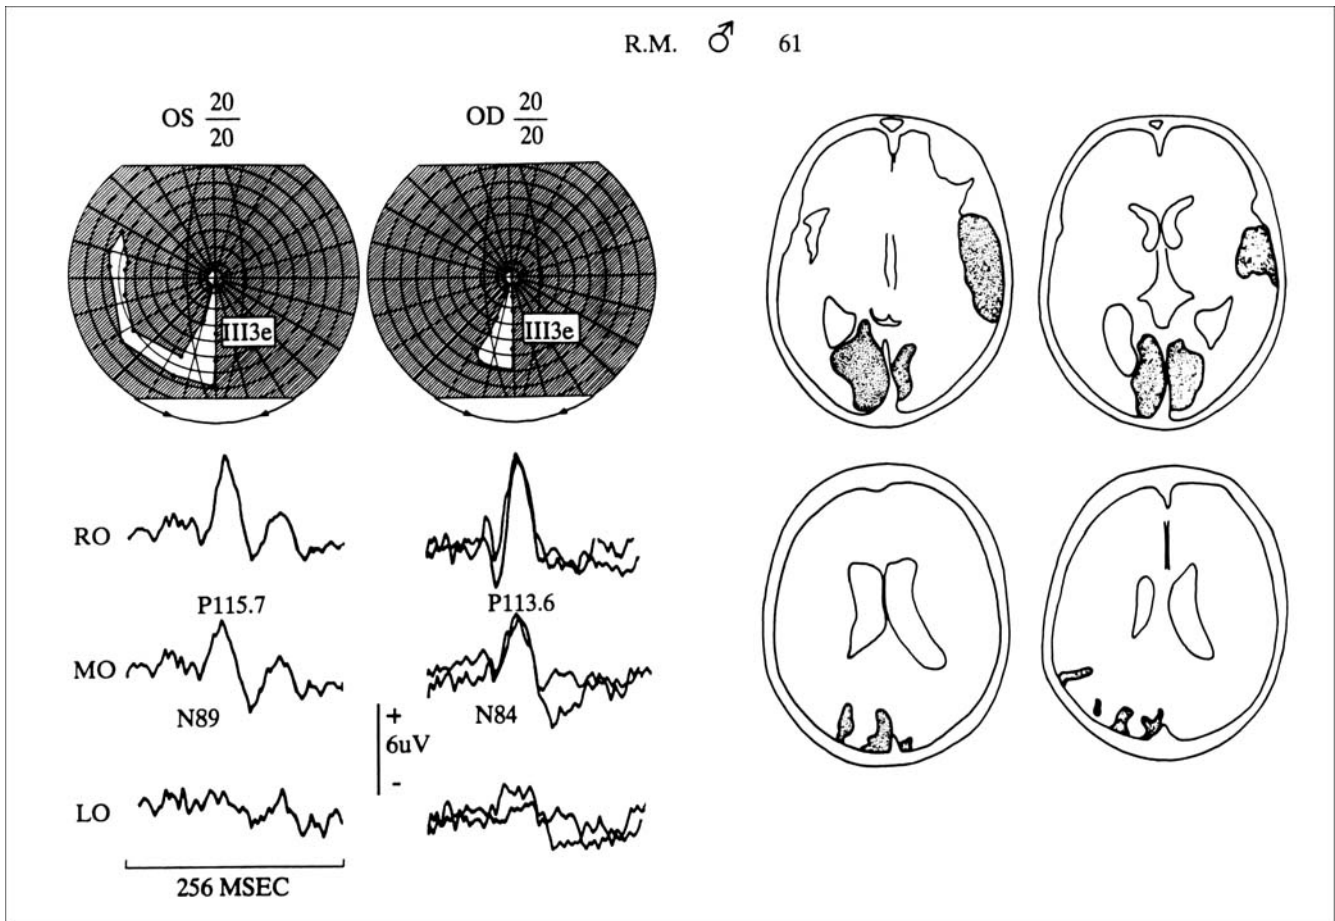 R.M. ♂ 61
OS 20/20 OD 20/20
III3e III3e
RO
P115.7 P113.6
MO
N89 N84
+
6uV
-
LO
256 MSEC